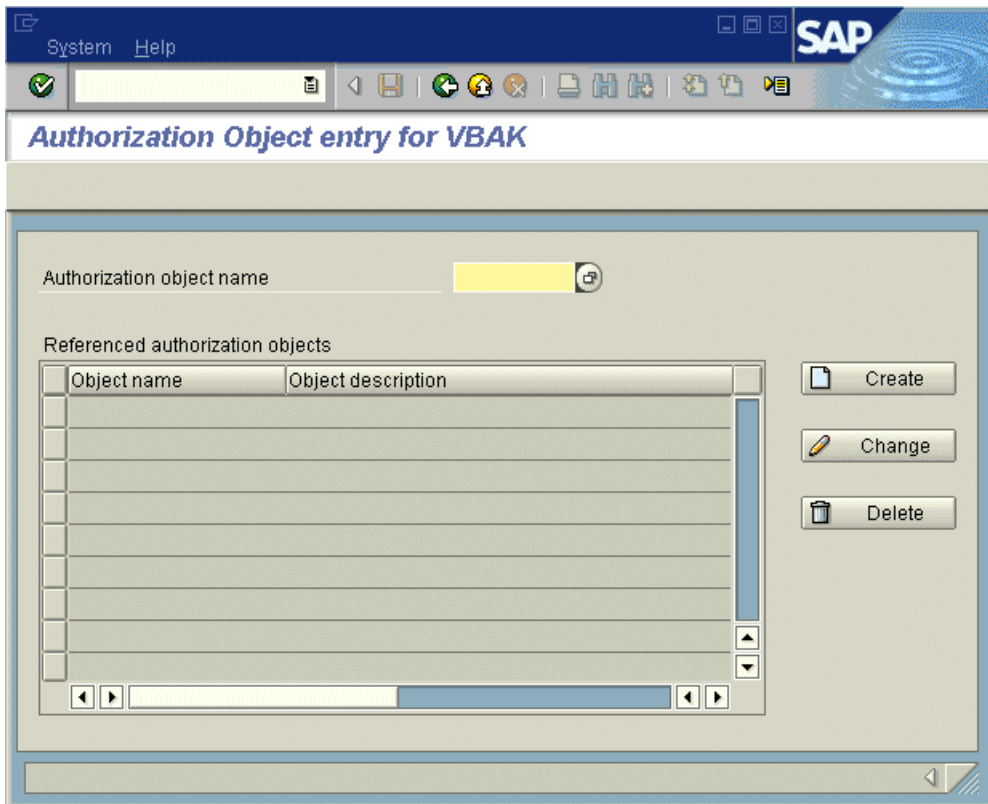 System Help
SAP
Authorization Object entry for VBAK
Authorization object name
Referenced authorization objects
Object name Object description
Create
Change
Delete